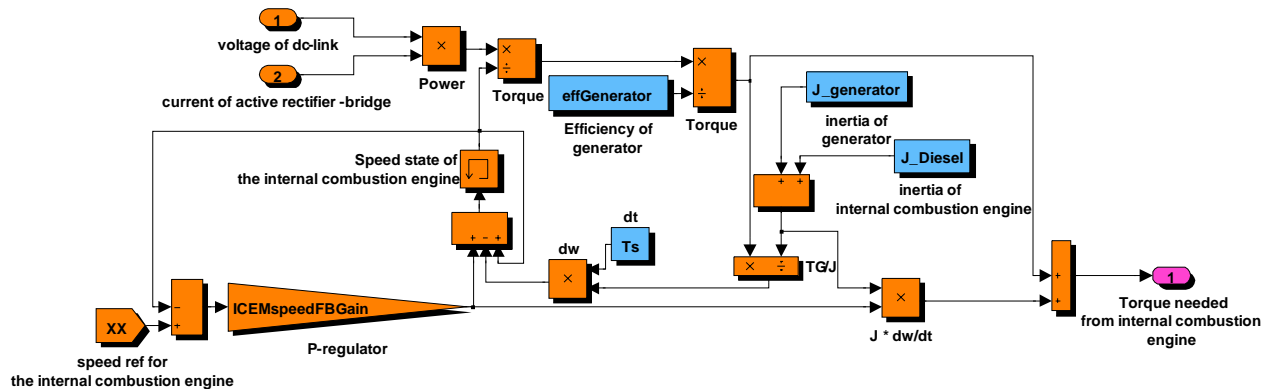 1
voltage of dc-link
2
current of active rectifier -bridge
×
Power
×
÷
Torque
effGenerator
Efficiency of
generator
×
÷
Torque
J_generator
inertia of
generator
J_Diesel
inertia of
internal combustion engine
+ +
Speed state of
the internal combustion engine
+ - +
dt
Ts
dw
×
× ÷
TG/J
XX
speed ref for
the internal combustion engine
-
+
ICEMspeedFBGain
P-regulator
×
J * dw/dt
+
+
1
Torque needed
from internal combustion
engine